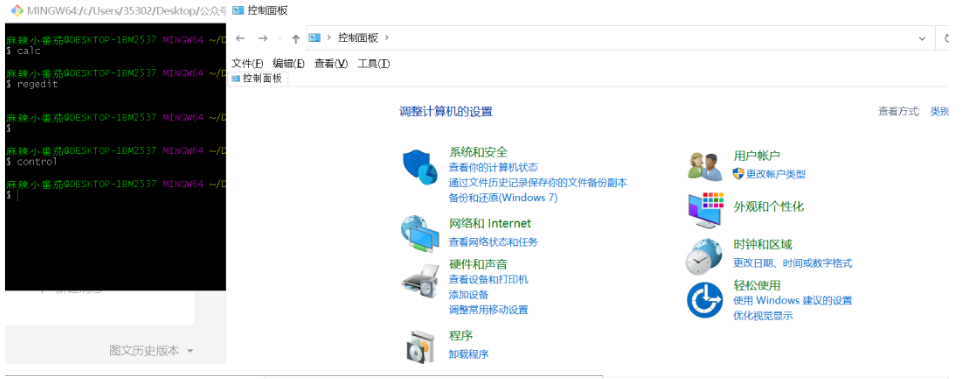 MINGW64:/c/Users/35302/Desktop/公众号
麻辣小番茄@DESKTOP-1BM2537 MINGW64 ~/D
$ calc
麻辣小番茄@DESKTOP-1BM2537 MINGW64 ~/D
$ regedit
麻辣小番茄@DESKTOP-1BM2537 MINGW64 ~/D
$
麻辣小番茄@DESKTOP-1BM2537 MINGW64 ~/D
$ control
麻辣小番茄@DESKTOP-1BM2537 MINGW64 ~/D
$
图文历史版本
控制面板
控制面板
文件(F) 编辑(E) 查看(V) 工具(T)
控制面板
调整计算机的设置
查看方式: 类别
系统和安全
查看你的计算机状态
通过文件历史记录保存你的文件备份副本
备份和还原(Windows 7)
网络和 Internet
查看网络状态和任务
硬件和声音
查看设备和打印机
添加设备
调整常用移动设置
程序
卸载程序
用户帐户
更改帐户类型
外观和个性化
时钟和区域
更改日期、时间或数字格式
轻松使用
使用 Windows 建议的设置
优化视觉显示